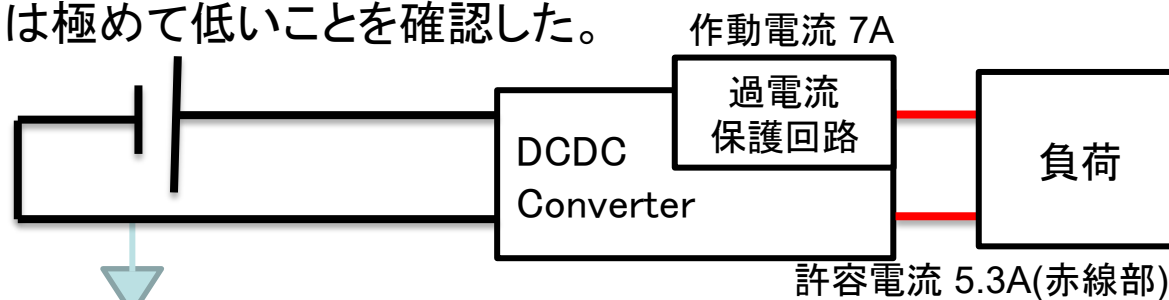 は極めて低いことを確認した。
作動電流 7A
過電流
保護回路
DCDC
Converter
負荷
許容電流 5.3A(赤線部)